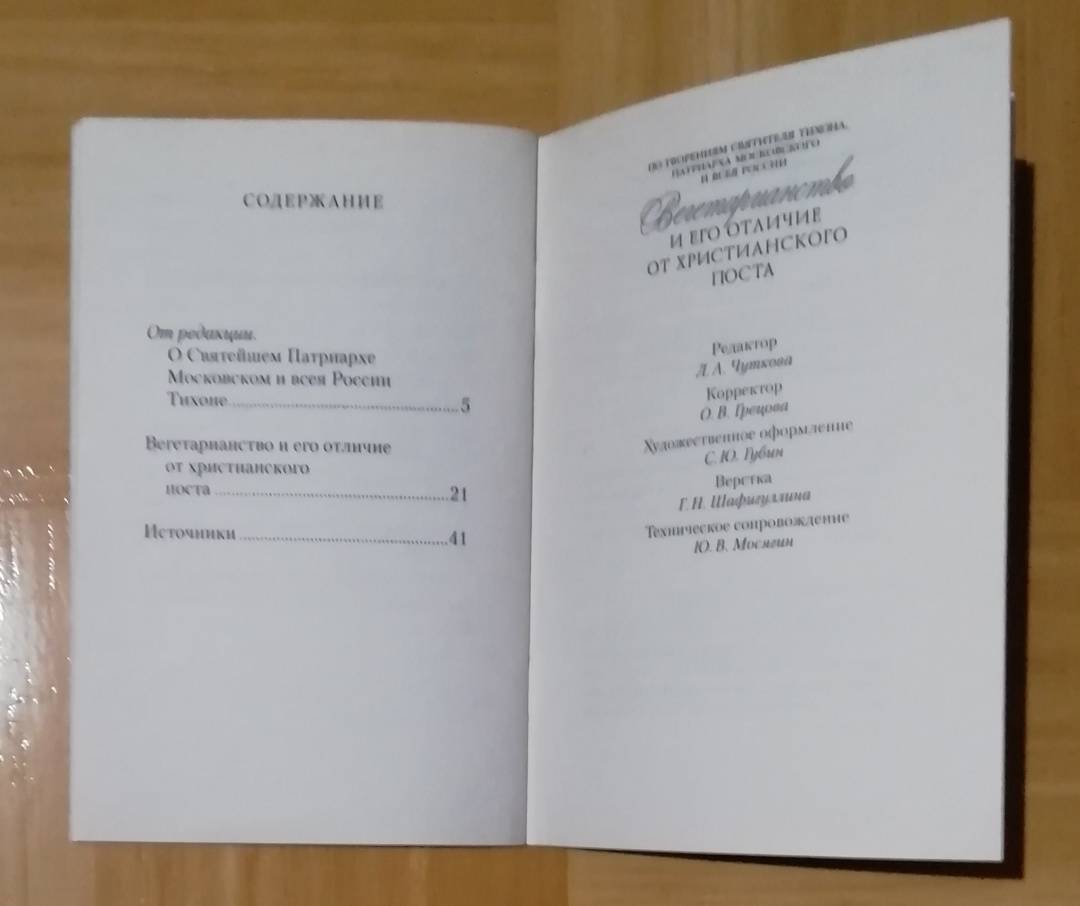 СОДЕРЖАНИЕ
От редакции.
О Святейшем Патриархе
Московском и всея России
Тихоне..........................................5
Вегетарианство и его отличие
от христианского
поста..........................................21
Источники..........................................41
ПО ТВОРЕНИЯМ СВЯТИТЕЛЯ ТИХОНА,
ПАТРИАРХА МОСКОВСКОГО
И ВСЕЯ РОССИИ
Вегетарианство
И ЕГО ОТЛИЧИЕ
ОТ ХРИСТИАНСКОГО
ПОСТА
Редактор
Л. А. Чуткова
Корректор
О. В. Грецова
Художественное оформление
С. Ю. Губин
Верстка
Г. Н. Шафигуллина
Техническое сопровождение
Ю. В. Мосягин